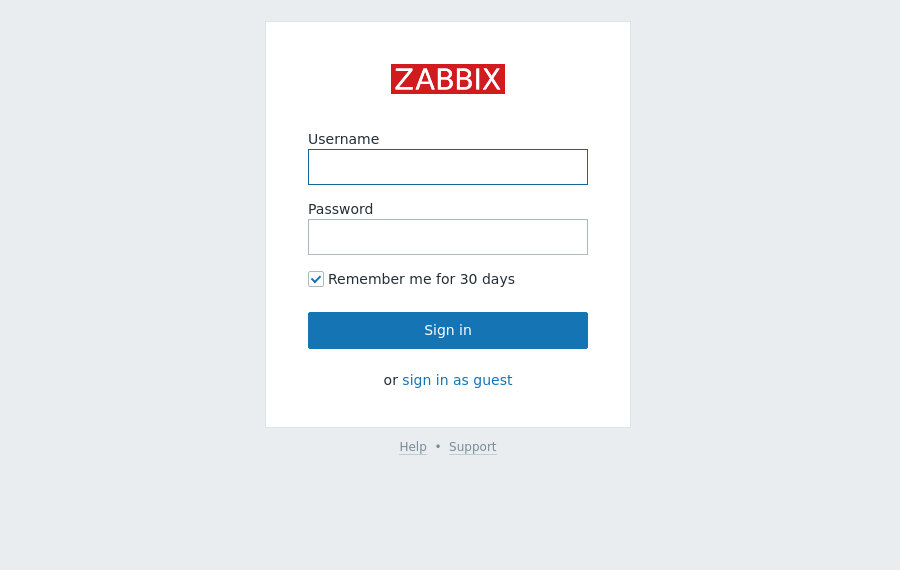 ZABBIX
Username
Password
Remember me for 30 days
Sign in
or sign in as guest
Help • Support